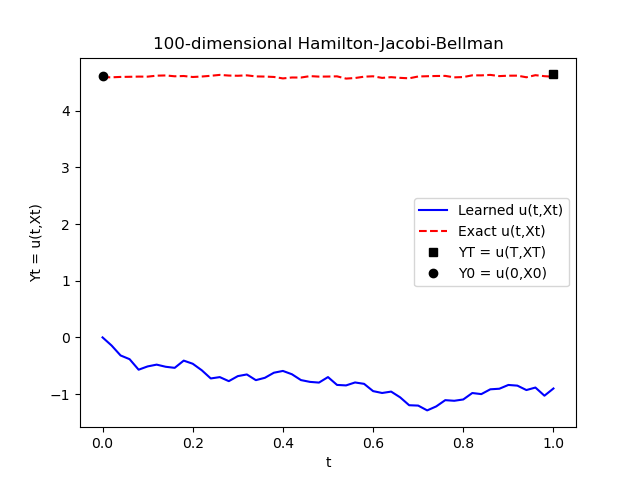 100-dimensional Hamilton-Jacobi-Bellman
Yt = u(t,Xt)
4
3
2
1
0
−1
Learned u(t,Xt)
Exact u(t,Xt)
YT = u(T,XT)
Y0 = u(0,X0)
0.0 0.2 0.4 0.6 0.8 1.0
t